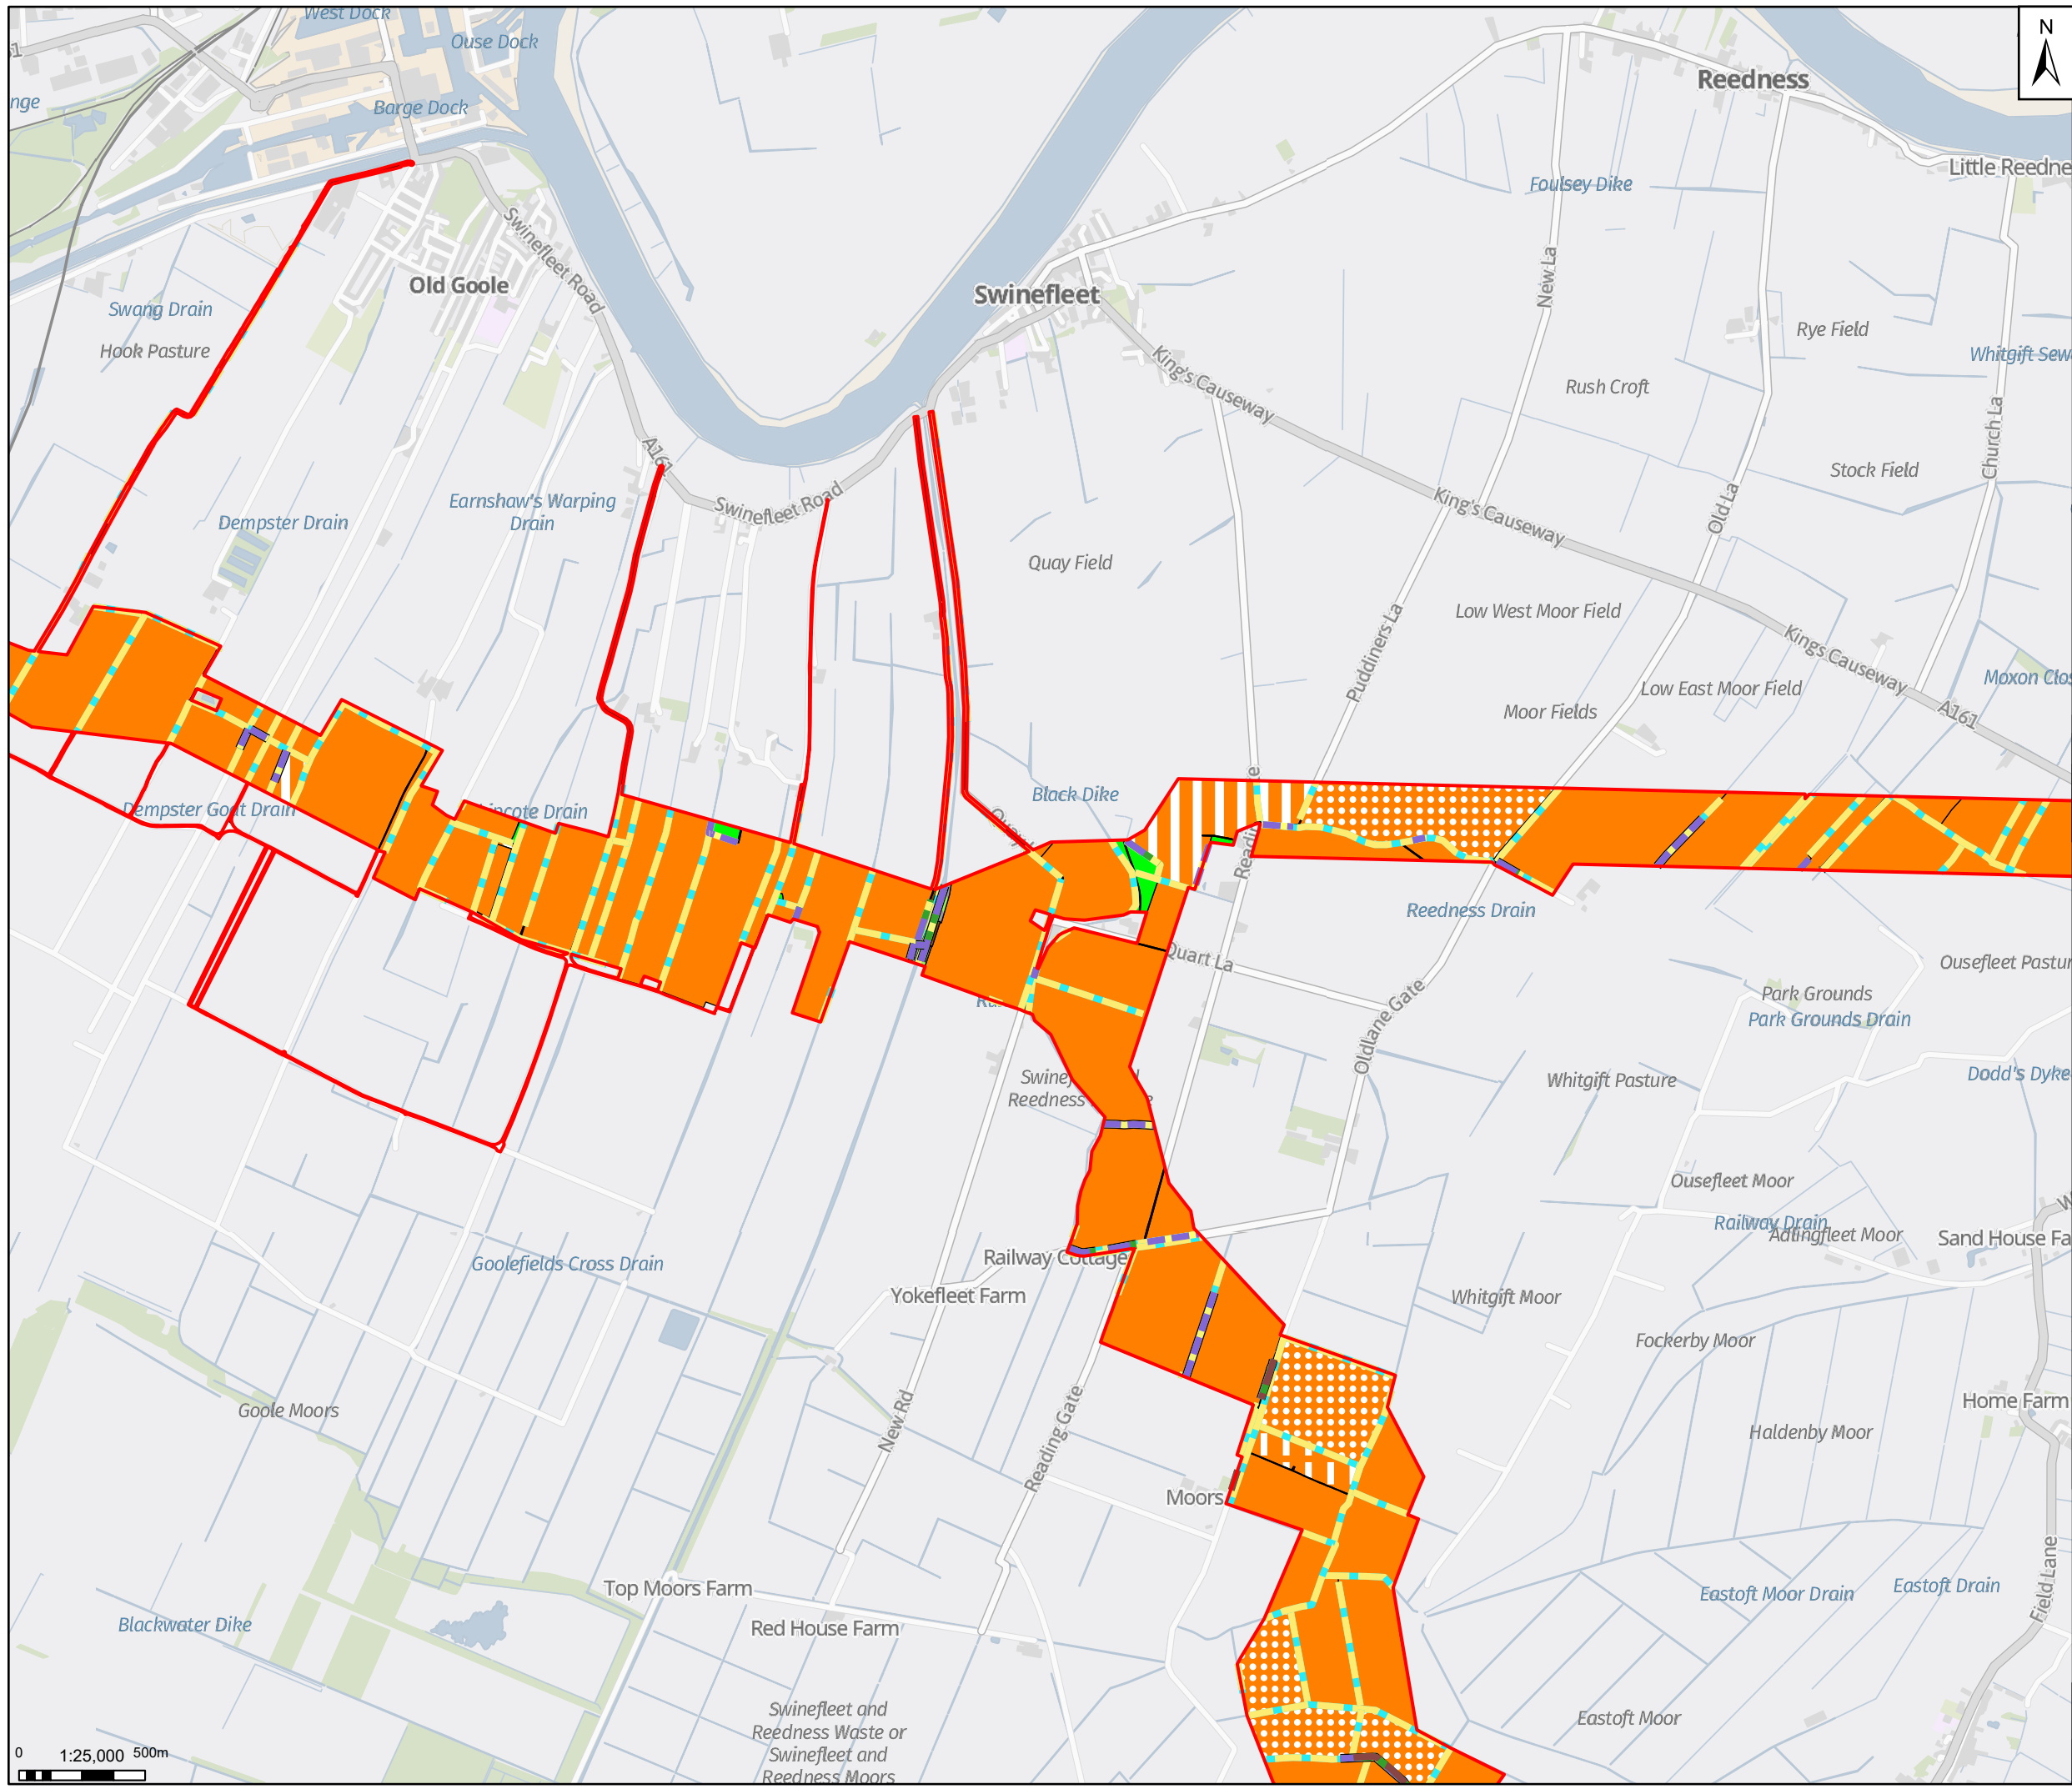 West Dock
Ouse Dock
N
Reedness
Barge Dock
Little Reedne
nge
Foulsey Dike
Swinefleet Road
Old Goole
Swinefleet
New La
Swang Drain
Rye Field
Hook Pasture
King's Causeway
Whitgift Sew
Rush Croft
Church La
A161
Stock Field
Swinefleet Road
King's Causeway
Old La
Earnshaw's Warping
Drain
Dempster Drain
Quay Field
Low West Moor Field
Puddiners La
Kings Causeway
Moxon Clos
Low East Moor Field
Moor Fields
A161
Black Dike
Dempster Goat Drain
Reedness Drain
Quart La
Ousefleet Pastur
Park Grounds
Park Grounds Drain
Oldlane Gate
Dodd's Dyke
Whitgift Pasture
Swinef
Reedness
Ousefleet Moor
Railway Drain
Adlingfleet Moor
Sand House Fa
Railway Cottage
Goolefields Cross Drain
Yokefleet Farm
Whitgift Moor
Fockerby Moor
Home Farm
Goole Moors
New Rd
Reading Gate
Haldenby Moor
Moors
Top Moors Farm
Eastoft Moor Drain
Eastoft Drain
Field Lane
Blackwater Dike
Red House Farm
Swinefleet and
Reedness Waste or
Swinefleet and
Reedness Moors
Eastoft Moor
0 1:25,000 500m